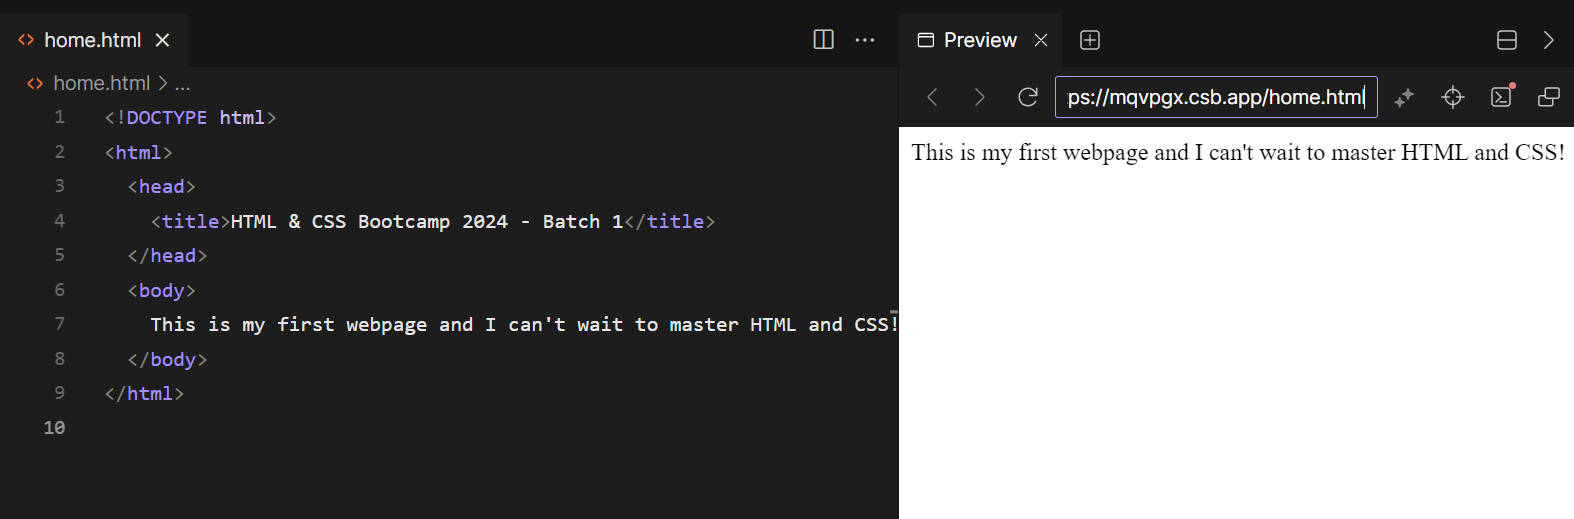 home.html
home.html > ...
1 <!DOCTYPE html>
2 <html>
3 <head>
4 <title>HTML & CSS Bootcamp 2024 - Batch 1</title>
5 </head>
6 <body>
7 This is my first webpage and I can't wait to master HTML and CSS!
8 </body>
9 </html>
10
Preview
ps://mqvpgx.csb.app/home.html
This is my first webpage and I can't wait to master HTML and CSS!